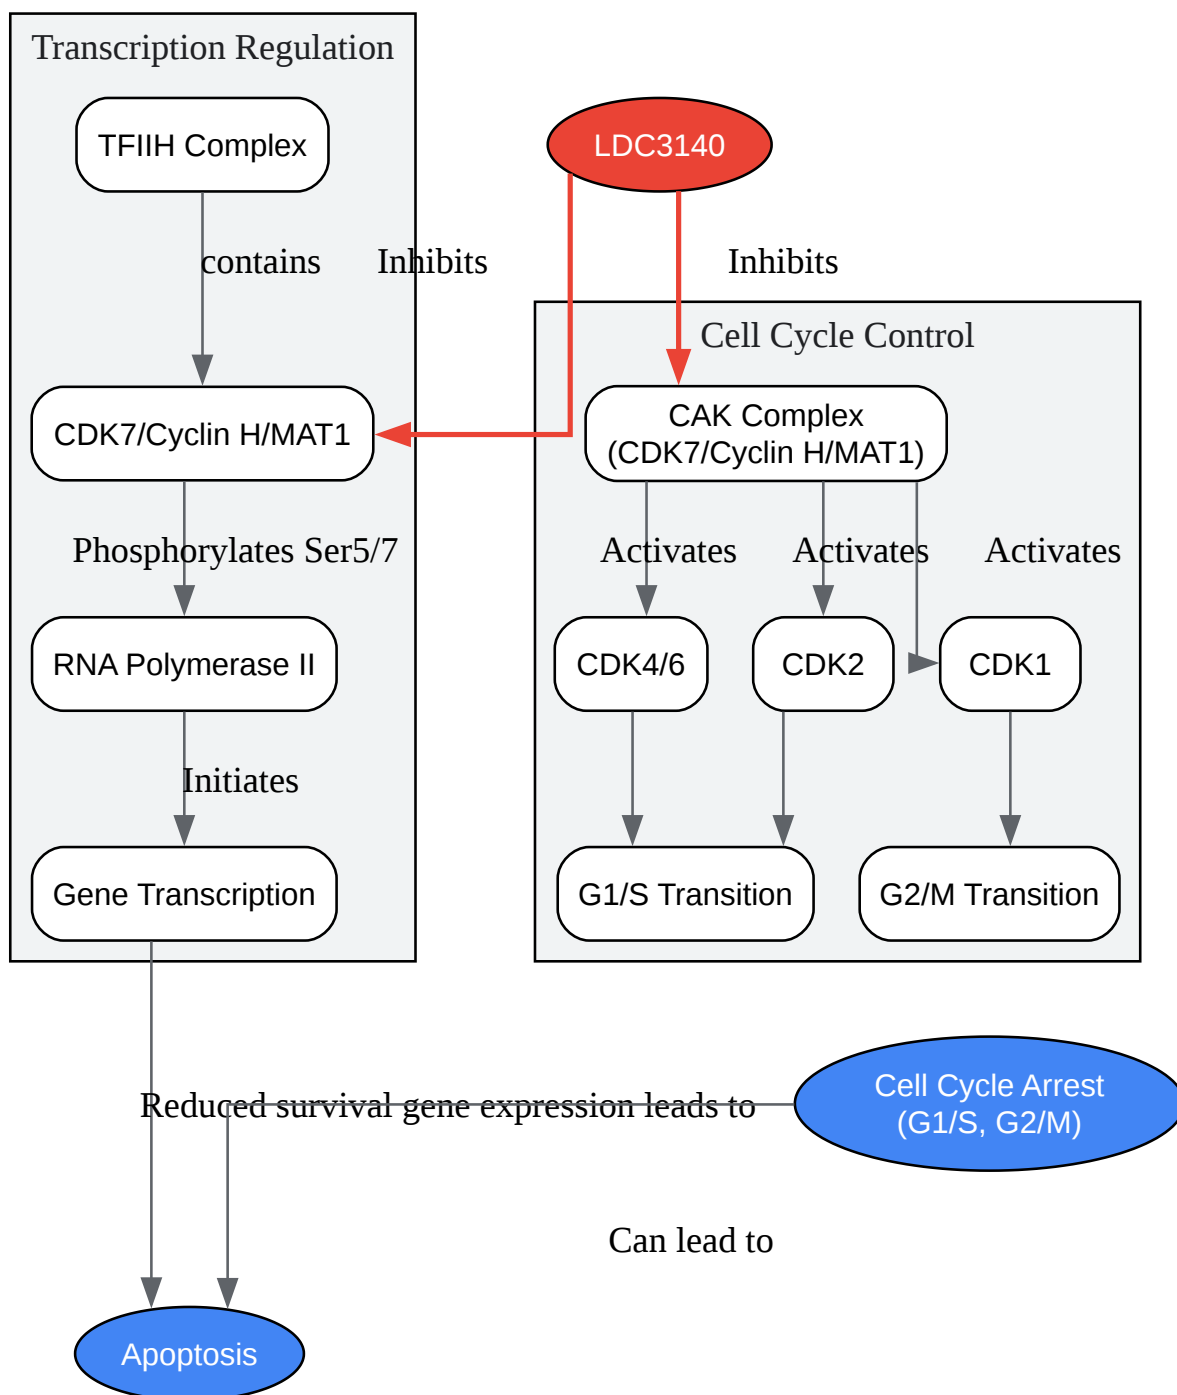 Transcription Regulation
TFIIH Complex
LDC3140
contains
Inhibits
Inhibits
Cell Cycle Control
CDK7/Cyclin H/MAT1
CAK Complex
(CDK7/Cyclin H/MAT1)
Phosphorylates Ser5/7
Activates
Activates
Activates
RNA Polymerase II
CDK4/6
CDK2
CDK1
Initiates
Gene Transcription
G1/S Transition
G2/M Transition
Reduced survival gene expression leads to
Cell Cycle Arrest
(G1/S, G2/M)
Can lead to
Apoptosis